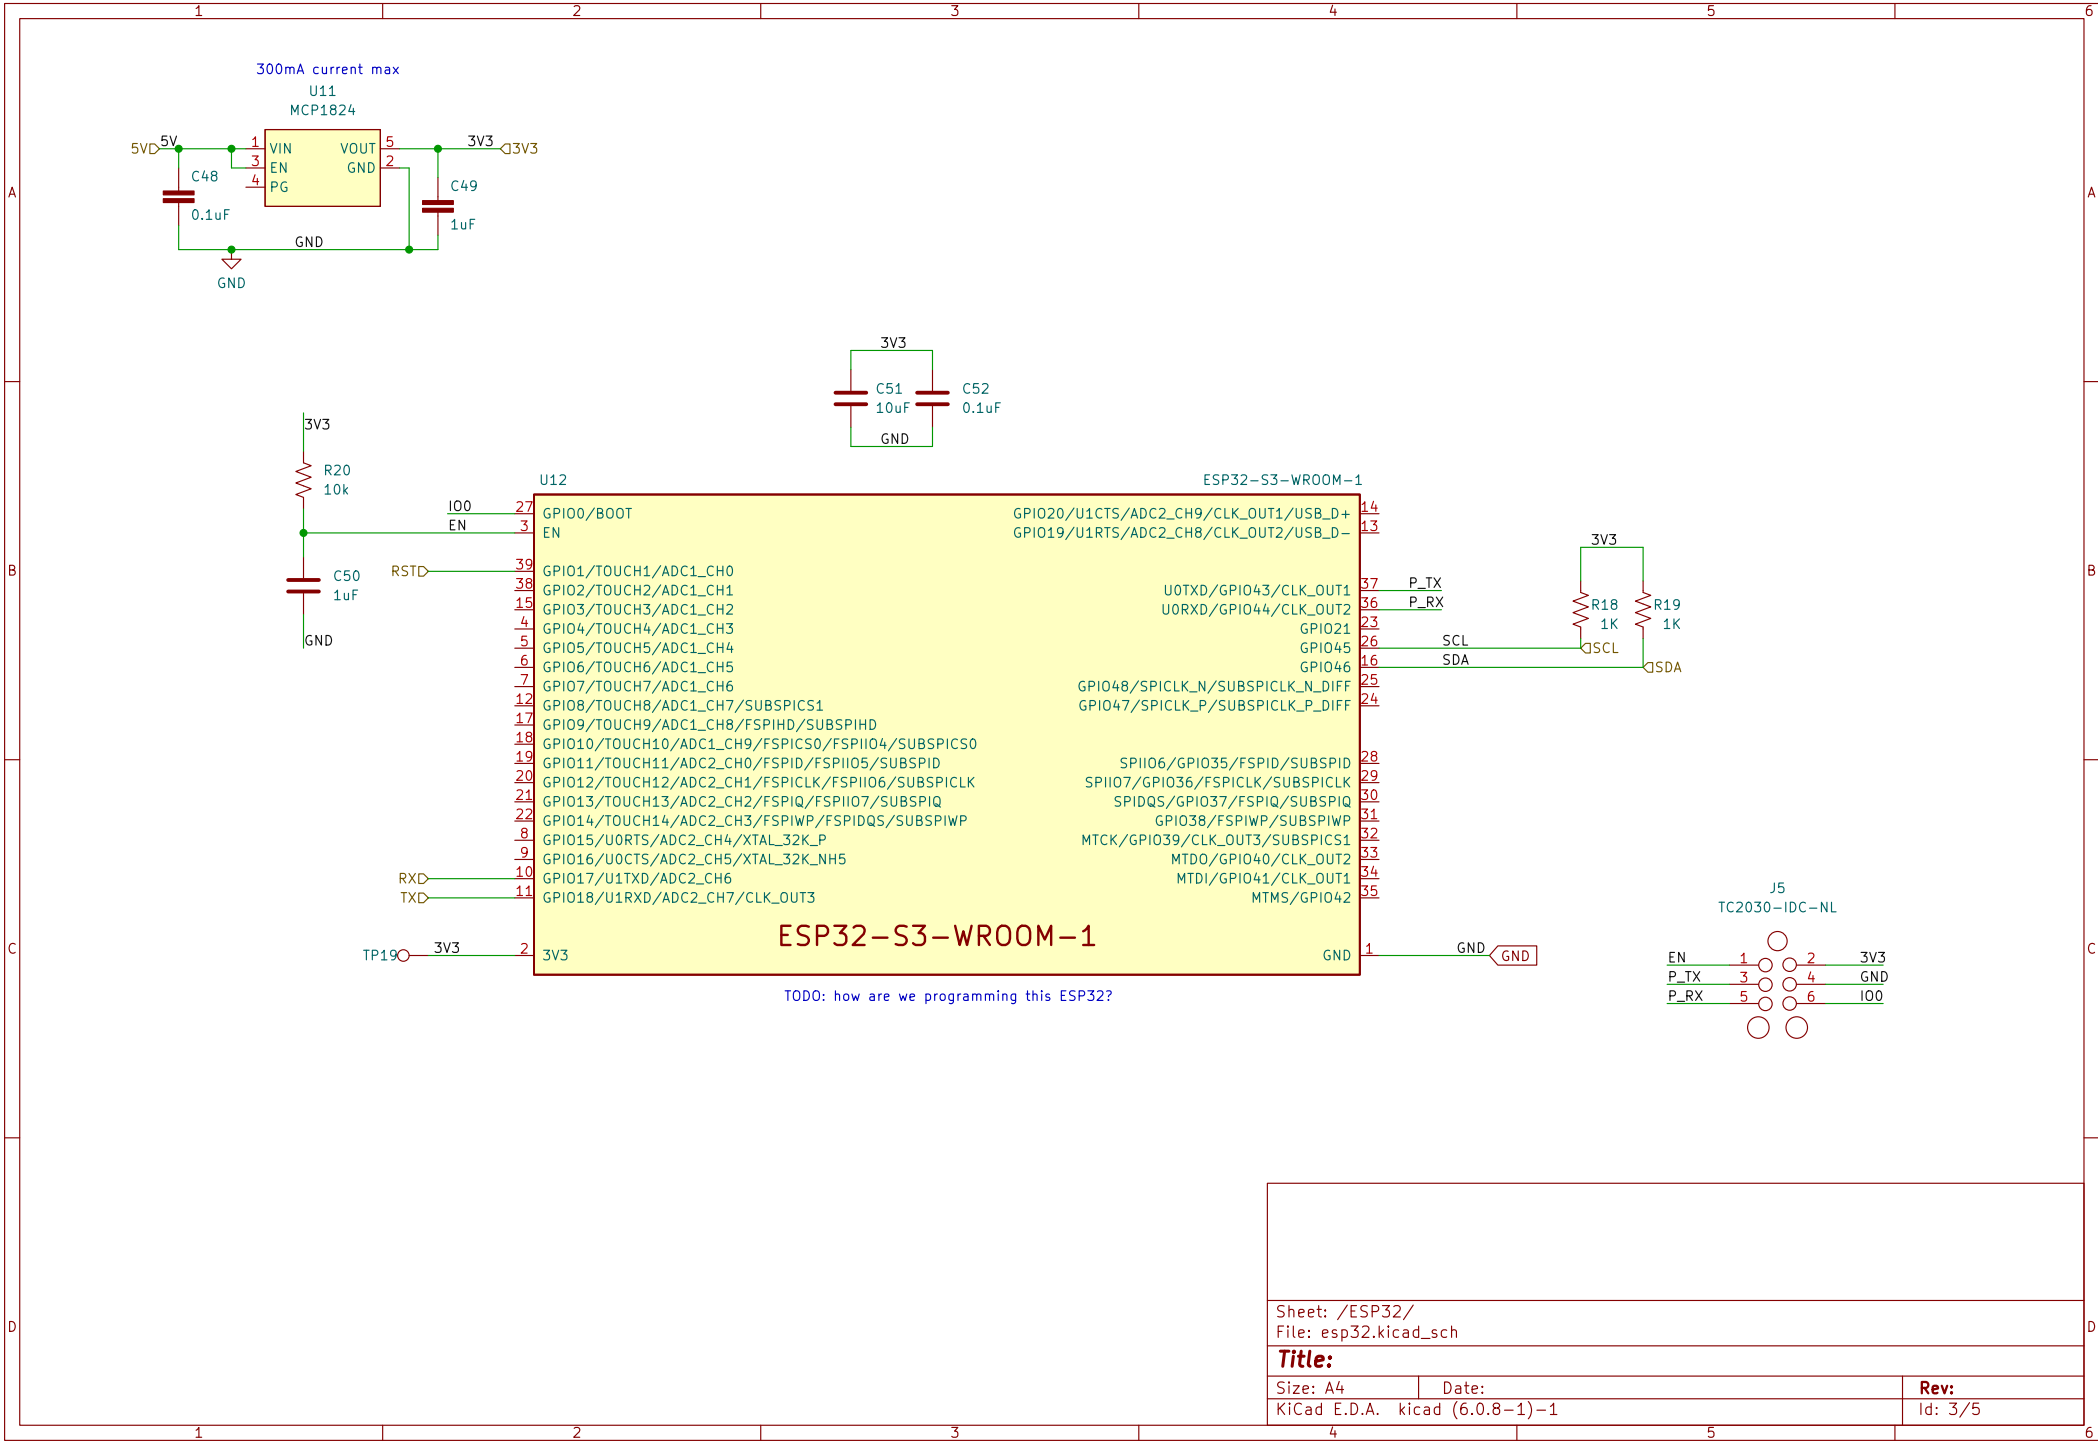 1 2 3 4 5 6
300mA current max
U11
MCP1824
5V 5V 1 VIN VOUT 5 3V3 3V3
3 EN GND 2
4 PG
C48
0.1uF
C49
1uF
GND
GND
A A
3V3
C51
10uF
C52
0.1uF
GND
3V3
R20
10k
C50
1uF
GND
U12 ESP32-S3-WROOM-1
IO0 27 GPIO0/BOOT
EN 3 EN
RST 39 GPIO1/TOUCH1/ADC1_CH0
38 GPIO2/TOUCH2/ADC1_CH1
15 GPIO3/TOUCH3/ADC1_CH2
4 GPIO4/TOUCH4/ADC1_CH3
5 GPIO5/TOUCH5/ADC1_CH4
6 GPIO6/TOUCH6/ADC1_CH5
7 GPIO7/TOUCH7/ADC1_CH6
12 GPIO8/TOUCH8/ADC1_CH7/SUBSPICS1
17 GPIO9/TOUCH9/ADC1_CH8/FSPIHD/SUBSPIHD
18 GPIO10/TOUCH10/ADC1_CH9/FSPICS0/FSPIIO4/SUBSPICS0
19 GPIO11/TOUCH11/ADC2_CH0/FSPID/FSPIIO5/SUBSPID
20 GPIO12/TOUCH12/ADC2_CH1/FSPICLK/FSPIIO6/SUBSPICLK
21 GPIO13/TOUCH13/ADC2_CH2/FSPIQ/FSPIIO7/SUBSPIQ
22 GPIO14/TOUCH14/ADC2_CH3/FSPIWP/FSPIDQS/SUBSPIWP
8 GPIO15/U0RTS/ADC2_CH4/XTAL_32K_P
9 GPIO16/U0CTS/ADC2_CH5/XTAL_32K_NH5
RX 10 GPIO17/U1TXD/ADC2_CH6
TX 11 GPIO18/U1RXD/ADC2_CH7/CLK_OUT3
TP19 3V3 2 3V3
GPIO20/U1CTS/ADC2_CH9/CLK_OUT1/USB_D+ 14
GPIO19/U1RTS/ADC2_CH8/CLK_OUT2/USB_D- 13
U0TXD/GPIO43/CLK_OUT1 37 P_TX
U0RXD/GPIO44/CLK_OUT2 36 P_RX
GPIO21 23
GPIO45 26 SCL SCL
GPIO46 16 SDA SDA
GPIO48/SPICLK_N/SUBSPICLK_N_DIFF 25
GPIO47/SPICLK_P/SUBSPICLK_P_DIFF 24
SPIIO6/GPIO35/FSPID/SUBSPID 28
SPIIO7/GPIO36/FSPICLK/SUBSPICLK 29
SPIDQS/GPIO37/FSPIQ/SUBSPIQ 30
GPIO38/FSPIWP/SUBSPIWP 31
MTCK/GPIO39/CLK_OUT3/SUBSPICS1 32
MTDO/GPIO40/CLK_OUT2 33
MTDI/GPIO41/CLK_OUT1 34
MTMS/GPIO42 35
GND 1 GND GND
ESP32-S3-WROOM-1
TODO: how are we programming this ESP32?
3V3
R18
1K
R19
1K
B B
J5
TC2030-IDC-NL
EN 1 2 3V3
P_TX 3 4 GND
P_RX 5 6 IO0
C C
Sheet: /ESP32/
File: esp32.kicad_sch
Title:
Size: A4 Date: Rev:
KiCad E.D.A. kicad (6.0.8-1)-1 Id: 3/5
D D
1 2 3 4 5 6